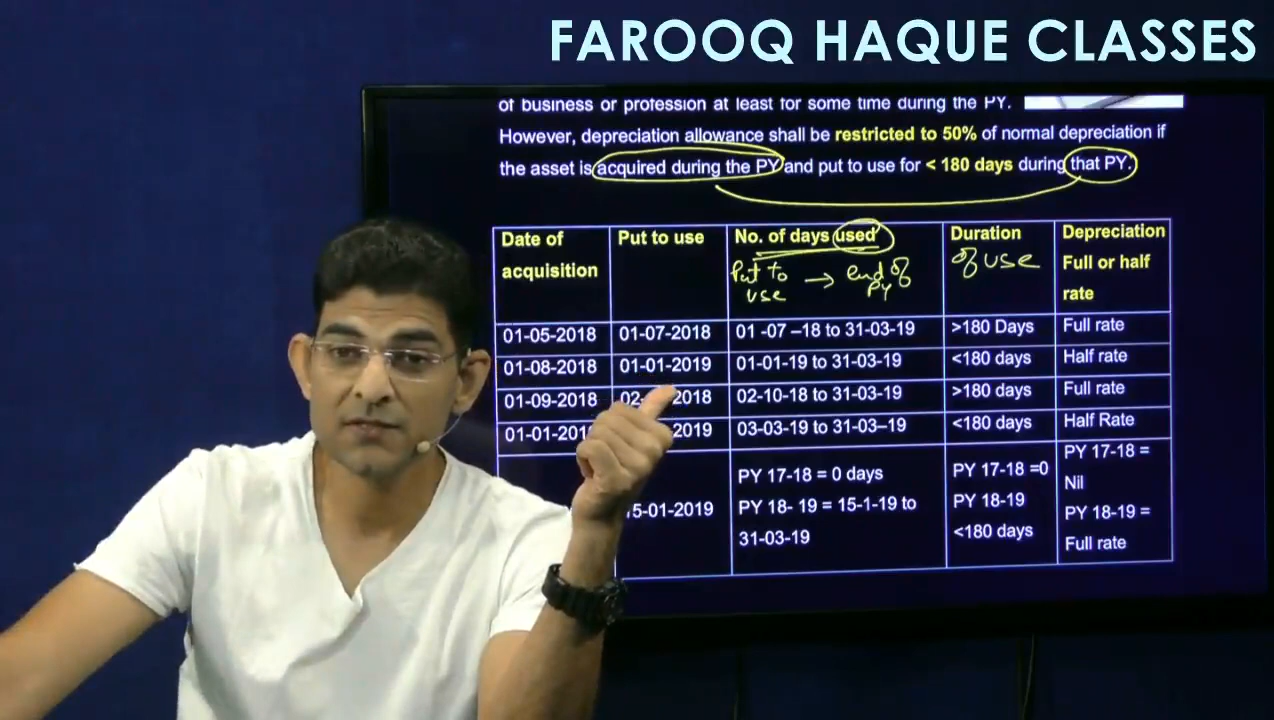 FAROOQ HAQUE CLASSES
of business or profession at least for some time during the PY.
However, depreciation allowance shall be restricted to 50% of normal depreciation if
the asset is acquired during the PY and put to use for < 180 days during that PY.
Date of acquisition
Put to use
No. of days used
Put to use → end of PY
Duration
of use
Depreciation Full or half rate
01-05-2018 01-07-2018 01 -07 –18 to 31-03-19 >180 Days Full rate
01-08-2018 01-01-2019 01-01-19 to 31-03-19 <180 days Half rate
01-09-2018 02- 2018 02-10-18 to 31-03-19 >180 days Full rate
01-01-201 2019 03-03-19 to 31-03–19 <180 days Half Rate
15-01-2019
PY 17-18 = 0 days
PY 18- 19 = 15-1-19 to
31-03-19
PY 17-18 =0
PY 18-19
<180 days
PY 17-18 =
Nil
PY 18-19 =
Full rate